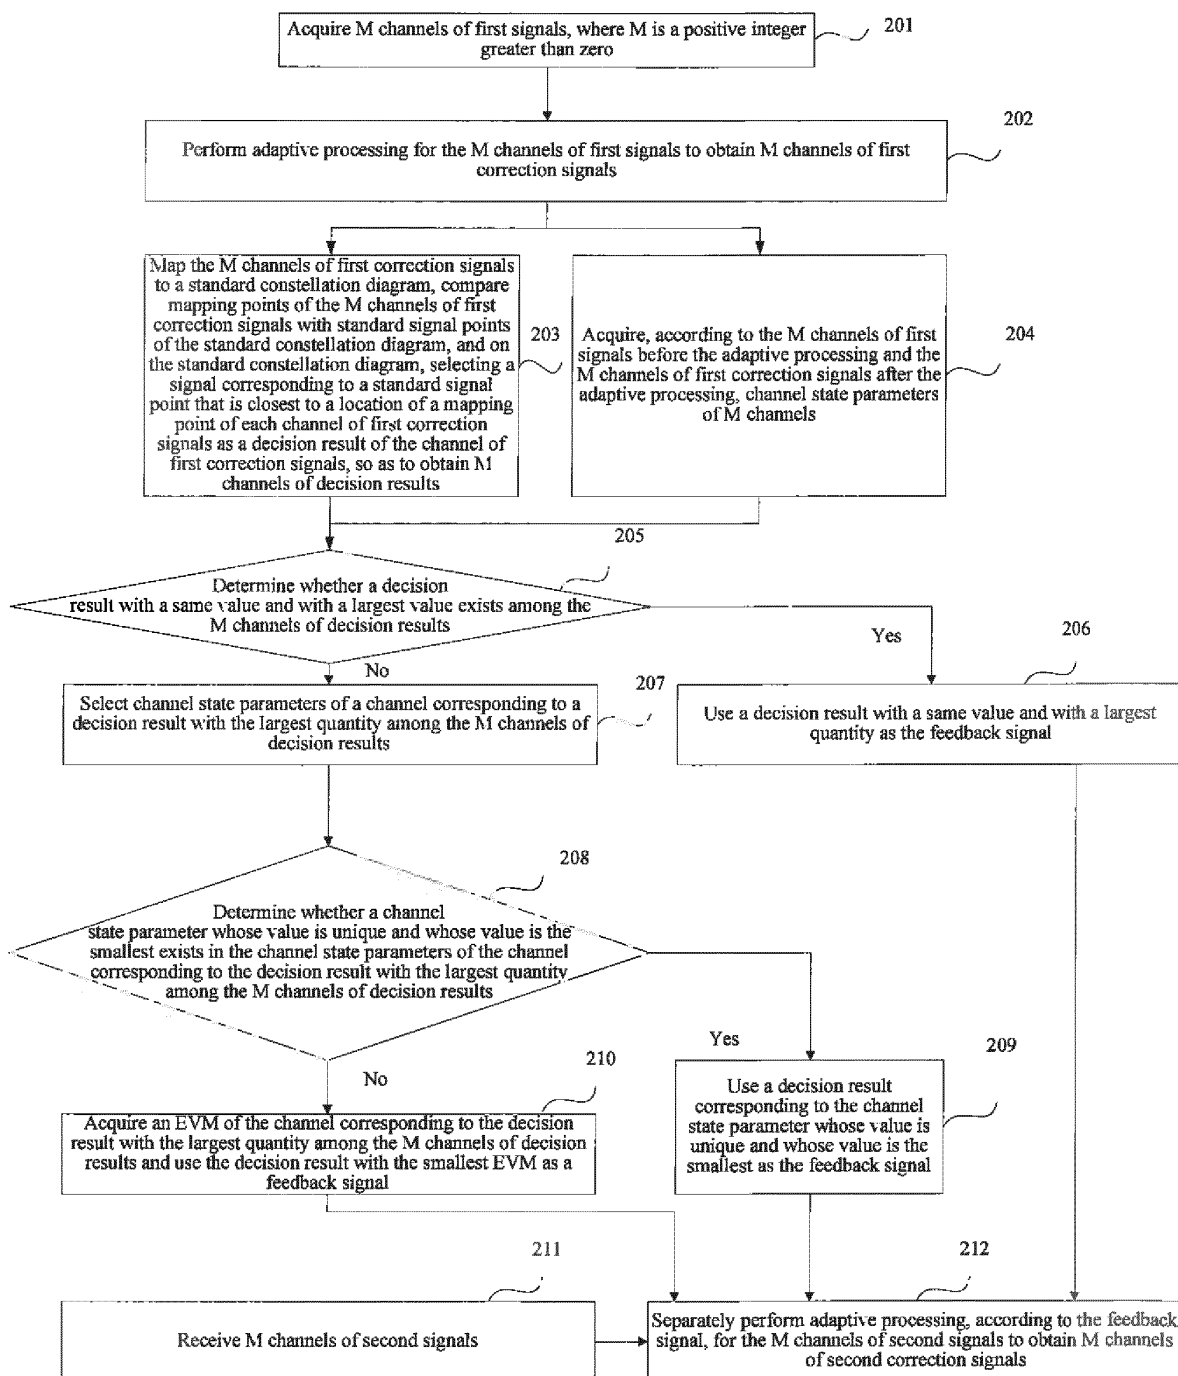 Acquire M channels of first signals, where M is a positive integer
greater than zero
201
202
Perform adaptive processing for the M channels of first signals to obtain M channels of first
correction signals
Map the M channels of first correction signals
to a standard constellation diagram, compare
mapping points of the M channels of first
correction signals with standard signal points
of the standard constellation diagram, and on
the standard constellation diagram, selecting a
signal corresponding to a standard signal
point that is closest to a location of a mapping
point of each channel of first correction
signals as a decision result of the channel of
first correction signals, so as to obtain M
channels of decision results
203
Acquire, according to the M channels of first
signals before the adaptive processing and the
M channels of first correction signals after the
adaptive processing, channel state parameters
of M channels
204
205
Determine whether a decision
result with a same value and with a largest value exists among the
M channels of decision results
Yes
206
No
207
Select channel state parameters of a channel corresponding to a
decision result with the largest quantity among the M channels of
decision results
Use a decision result with a same value and with a largest
quantity as the feedback signal
208
Determine whether a channel
state parameter whose value is unique and whose value is the
smallest exists in the channel state parameters of the channel
corresponding to the decision result with the largest quantity
among the M channels of decision results
Yes
209
No
210
Use a decision result
corresponding to the channel
state parameter whose value is
unique and whose value is the
smallest as the feedback signal
Acquire an EVM of the channel corresponding to the decision
result with the largest quantity among the M channels of decision
results and use the decision result with the smallest EVM as a
feedback signal
211
212
Receive M channels of second signals
Separately perform adaptive processing, according to the feedback
signal, for the M channels of second signals to obtain M channels
of second correction signals